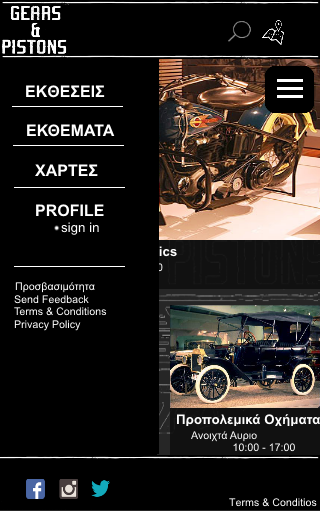 GEARS
&
PISTONS
ΕΚΘΕΣΕΙΣ
ΕΚΘΕΜΑΤΑ
ΧΑΡΤΕΣ
PROFILE
•sign in
Προσβασιμότητα
Send Feedback
Terms & Conditions
Privacy Policy
ics
0
Προπολεμικά Οχήματα
Ανοιχτά Αυριο
10:00 - 17:00
Terms & Conditios